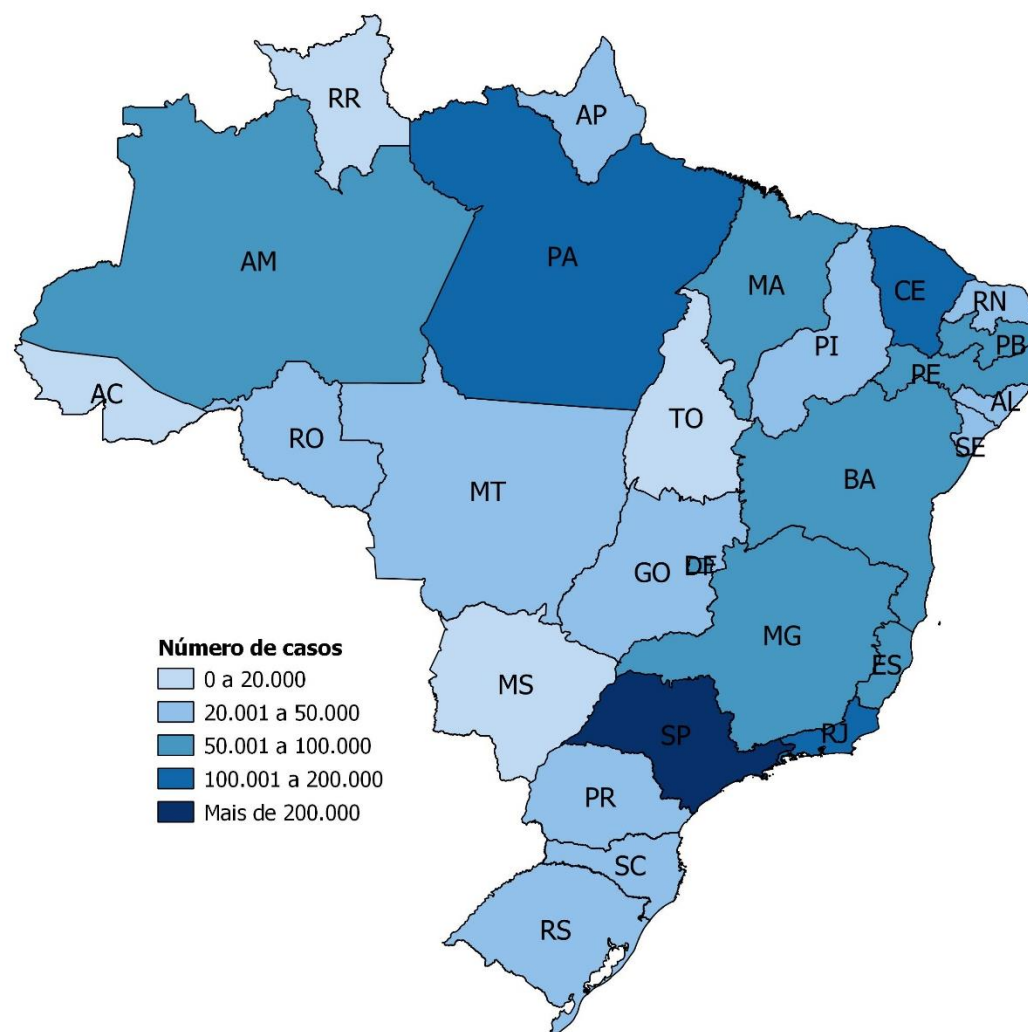 RR
AP
AM
PA
MA
CE
RN
PI
PB
PE
AC
AL
TO
RO
SE
BA
MT
GO
DF
MG
Número de casos
ES
0 a 20.000
MS
20.001 a 50.000
SP
RJ
50.001 a 100.000
100.001 a 200.000
PR
Mais de 200.000
SC
RS